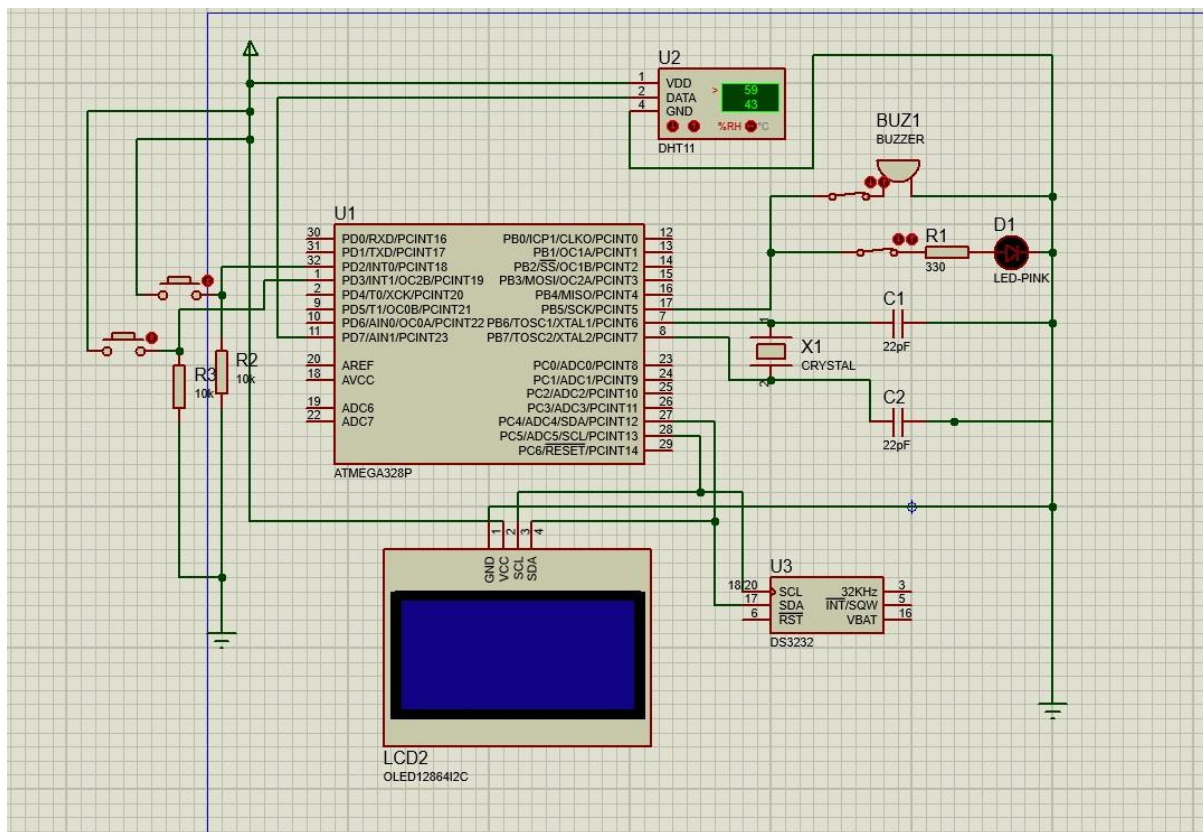 U2
1 VDD
2 DATA
4 GND
> 59
43
%RH °C
DHT11
BUZ1
BUZZER
U1
30 PD0/RXD/PCINT16
31 PD1/TXD/PCINT17
32 PD2/INT0/PCINT18
1 PD3/INT1/OC2B/PCINT19
2 PD4/T0/XCK/PCINT20
9 PD5/T1/OC0B/PCINT21
10 PD6/AIN0/OC0A/PCINT22
11 PD7/AIN1/PCINT23
20 AREF
18 AVCC
19 ADC6
22 ADC7
PB0/ICP1/CLKO/PCINT0 12
PB1/OC1A/PCINT1 13
PB2/SS/OC1B/PCINT2 14
PB3/MOSI/OC2A/PCINT3 15
PB4/MISO/PCINT4 16
PB5/SCK/PCINT5 17
PB6/TOSC1/XTAL1/PCINT6 7
PB7/TOSC2/XTAL2/PCINT7 8
PC0/ADC0/PCINT8 23
PC1/ADC1/PCINT9 24
PC2/ADC2/PCINT10 25
PC3/ADC3/PCINT11 26
PC4/ADC4/SDA/PCINT12 27
PC5/ADC5/SCL/PCINT13 28
PC6/RESET/PCINT14 29
ATMEGA328P
R1
330
D1
LED-PINK
C1
22pF
1
X1
CRYSTAL
2
C2
22pF
R3
10k
R2
10k
1 2 3 4
GND VCC SCL SDA
LCD2
OLED12864I2C
U3
18/20 SCL
17 SDA
6 RST
32KHz 3
INT/SQW 5
VBAT 16
DS3232